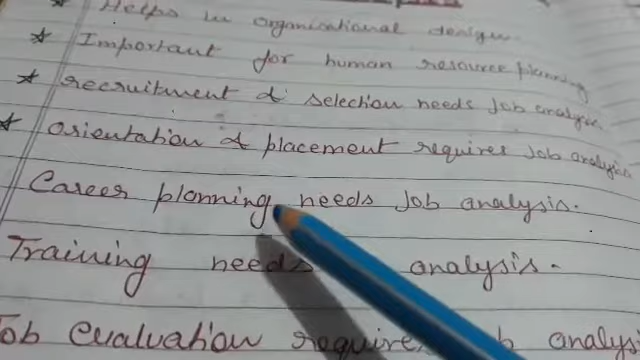 ★ Helps in organisational design.
★ Important for human resource planning
★ recruitment & selection needs Job analysis.
★ orientation & placement requires Job analysis
Career planning needs Job analysis.
Training needs analysis.
Job evaluation requires analys